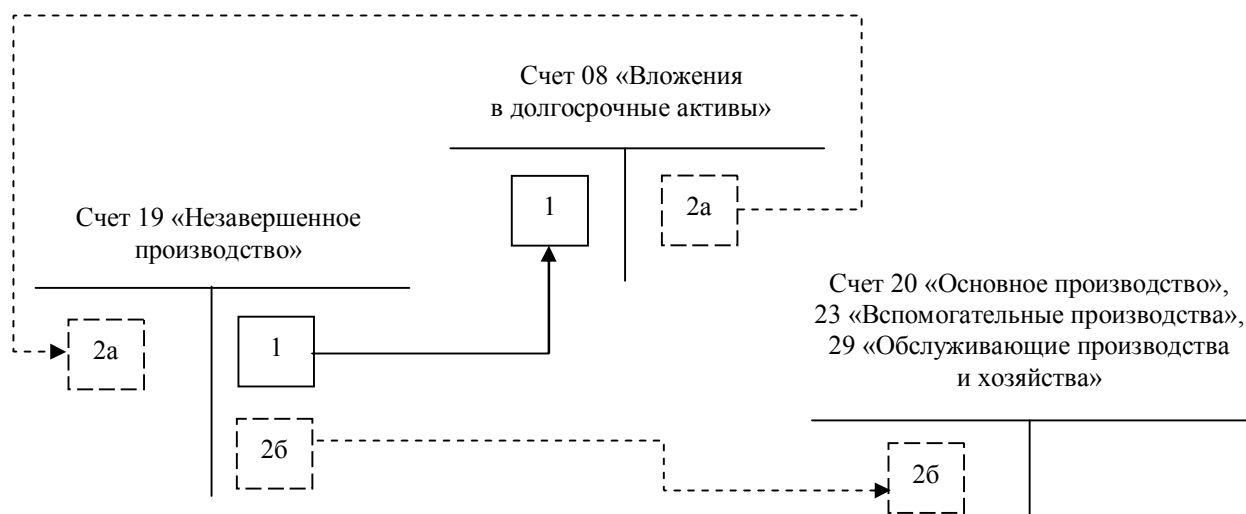 Счет 08 «Вложения
в долгосрочные активы»
1
2а
Счет 19 «Незавершенное
производство»
2а
1
2б
Счет 20 «Основное производство»,
23 «Вспомогательные производства»,
29 «Обслуживающие производства
и хозяйства»
2б